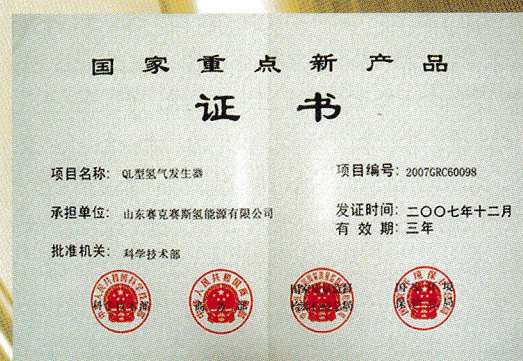 国家重点新产品
证书
项目名称: QL型氢气发生器
项目编号: 2007GRC60098
承担单位: 山东赛克赛斯氢能源有限公司
发证时间: 二〇〇七年十二月
有 效 期: 三年
批准机关: 科学技术部